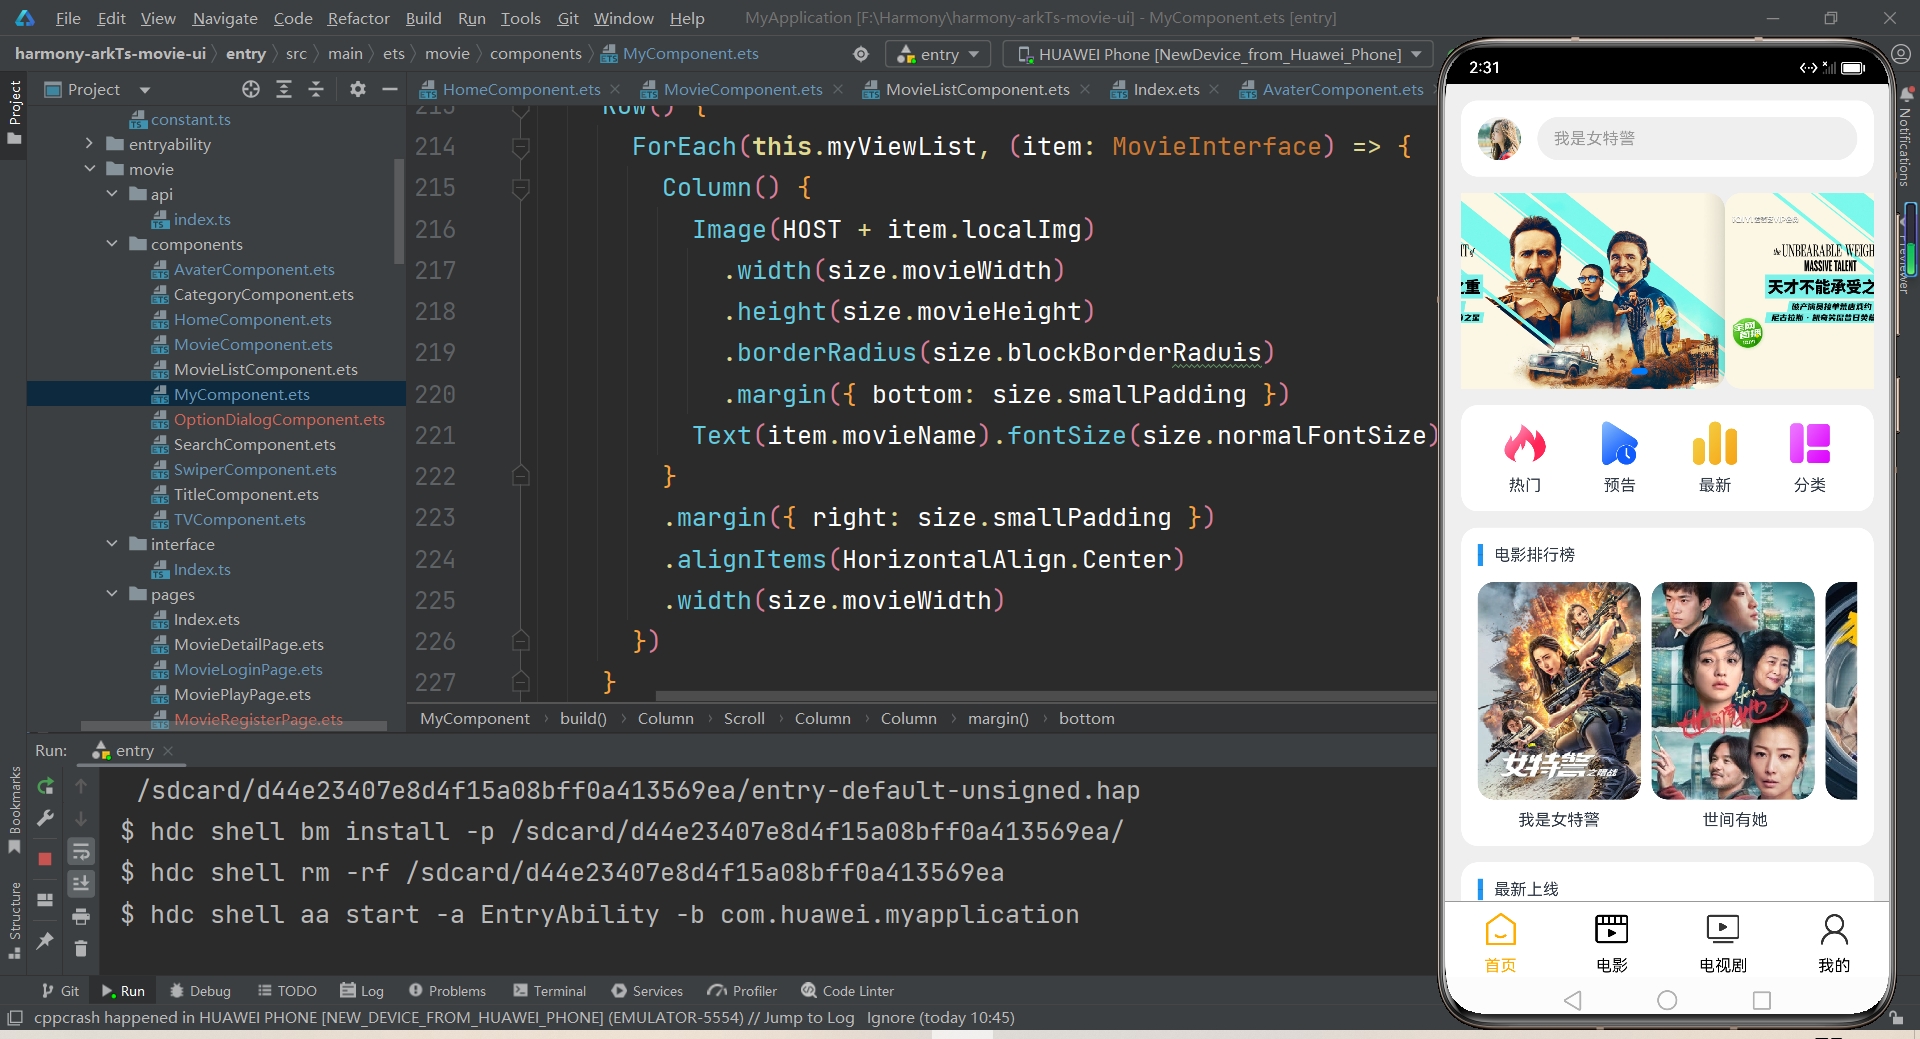 File Edit View Navigate Code Refactor Build Run Tools Git Window Help MyApplication [F:\Harmony\harmony-arkTs-movie-ui] - MyComponent.ets [entry]
harmony-arkTs-movie-ui entry src main ets movie components MyComponent.ets entry HUAWEI Phone [NewDevice_from_Huawei_Phone]
Project
Project
HomeComponent.ets MovieComponent.ets MovieListComponent.ets Index.ets AvaterComponent.ets
constant.ts
entryability
movie
api
index.ts
components
AvaterComponent.ets
CategoryComponent.ets
HomeComponent.ets
MovieComponent.ets
MovieListComponent.ets
MyComponent.ets
OptionDialogComponent.ets
SearchComponent.ets
SwiperComponent.ets
TitleComponent.ets
TVComponent.ets
interface
Index.ts
pages
Index.ets
MovieDetailPage.ets
MovieLoginPage.ets
MoviePlayPage.ets
MovieRegisterPage.ets
213 Row() {
214 ForEach(this.myViewList, (item: MovieInterface) => {
215 Column() {
216 Image(HOST + item.localImg)
217 .width(size.movieWidth)
218 .height(size.movieHeight)
219 .borderRadius(size.blockBorderRaduis)
220 .margin({ bottom: size.smallPadding })
221 Text(item.movieName).fontSize(size.normalFontSize)
222 }
223 .margin({ right: size.smallPadding })
224 .alignItems(HorizontalAlign.Center)
225 .width(size.movieWidth)
226 })
227 }
MyComponent build() Column Scroll Column Column margin() bottom
Run: entry
/sdcard/d44e23407e8d4f15a08bff0a413569ea/entry-default-unsigned.hap
$ hdc shell bm install -p /sdcard/d44e23407e8d4f15a08bff0a413569ea/
$ hdc shell rm -rf /sdcard/d44e23407e8d4f15a08bff0a413569ea
$ hdc shell aa start -a EntryAbility -b com.huawei.myapplication
Bookmarks
Structure
Git Run Debug TODO Log Problems Terminal Services Profiler Code Linter
cppcrash happened in HUAWEI PHONE [NEW_DEVICE_FROM_HUAWEI_PHONE] (EMULATOR-5554) // Jump to Log Ignore (today 10:45)
Notifications
Previewer
2:31
我是女特警
the UNBEARABLE WEIGH
MASSIVE TALENT
天才不能承受之
之重
全网首播
热门 预告 最新 分类
电影排行榜
女特警
世间有她
我是女特警 世间有她
最新上线
首页 电影 电视剧 我的